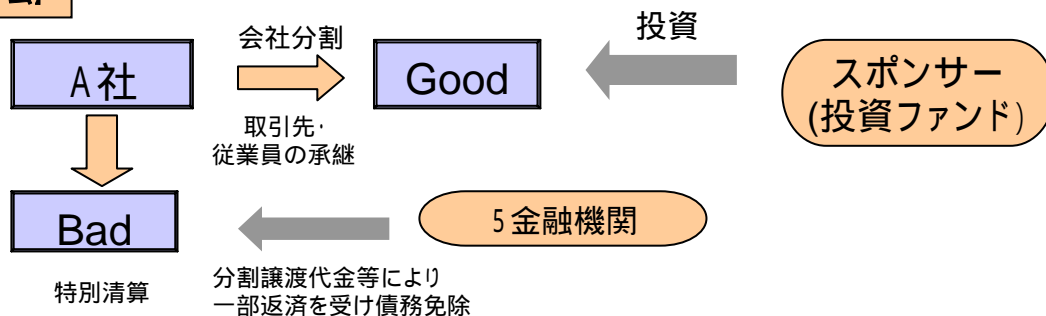 会社分割
投資
A社
Good
スポンサー
(投資ファンド)
取引先・
従業員の承継
Bad
5金融機関
特別清算
分割譲渡代金等により
一部返済を受け債務免除